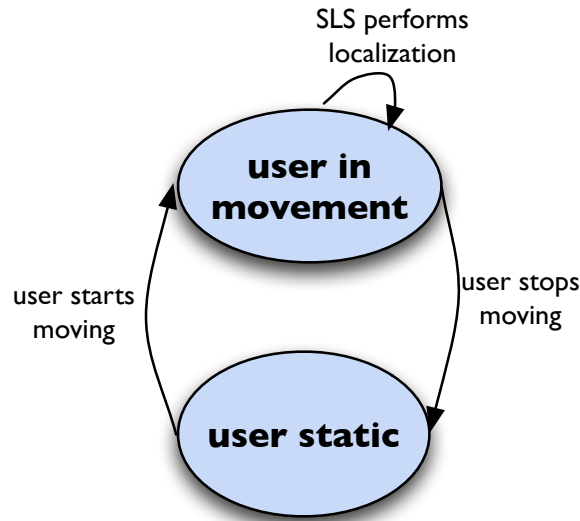 SLS performs
localization
user in
movement
user starts
moving
user stops
moving
user static